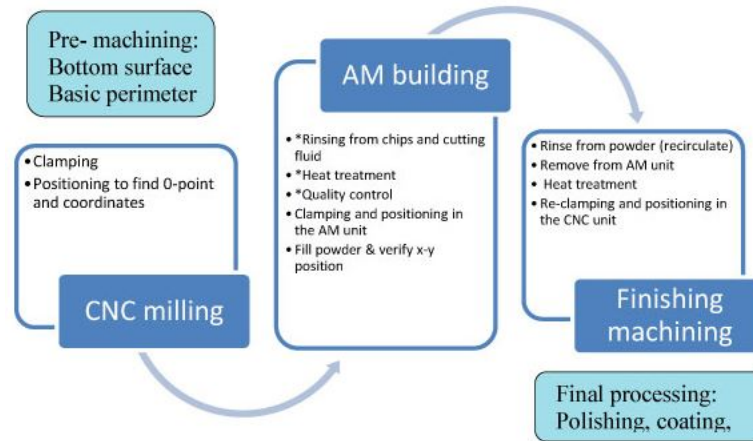 Pre- machining:
Bottom surface
Basic perimeter
•Clamping
•Positioning to find 0-point
and coordinates
CNC milling
AM building
•*Rinsing from chips and cutting
fluid
•*Heat treatment
•*Quality control
•Clamping and positioning in
the AM unit
•Fill powder & verify x-y
position
•Rinse from powder (recirculate)
•Remove from AM unit
• Heat treatment
•Re-clamping and positioning in
the CNC unit
Finishing
machining
Final processing:
Polishing, coating,